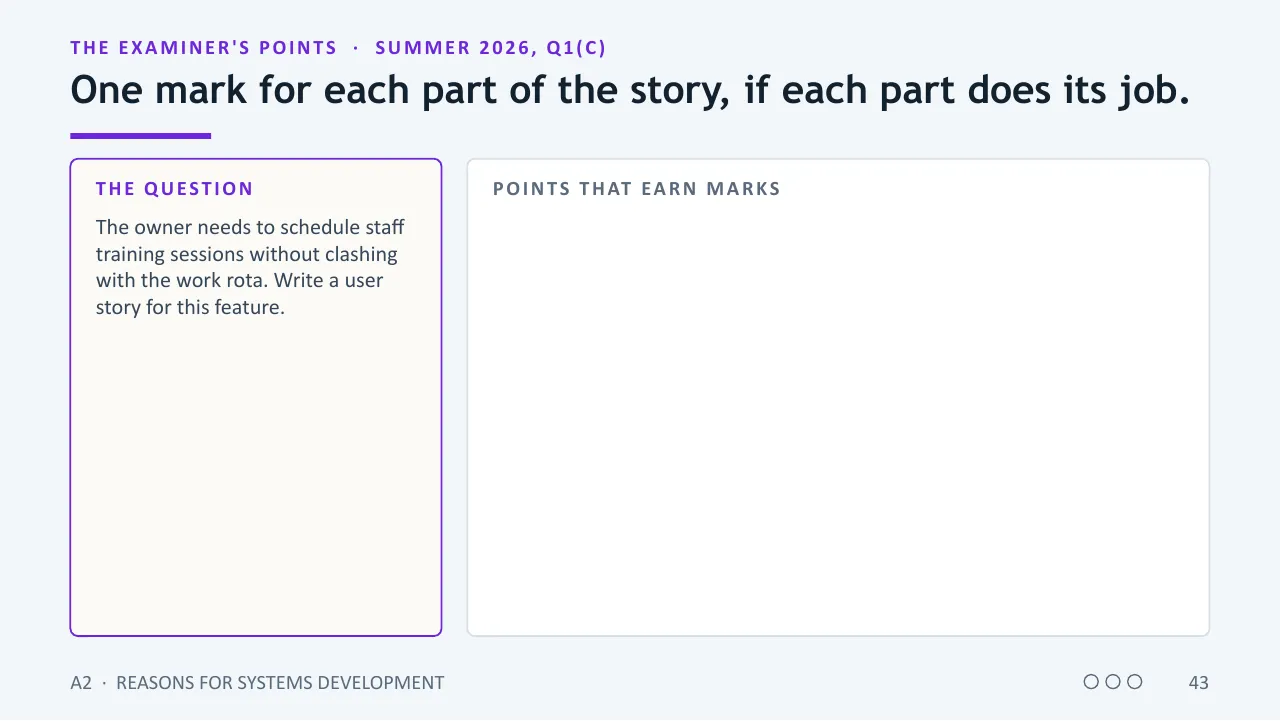 THE EXAMINER'S POINTS · SUMMER 2026, Q1(C)
One mark for each part of the story, if each part does its job.
THE QUESTION
The owner needs to schedule staff
training sessions without clashing
with the work rota. Write a user
story for this feature.
POINTS THAT EARN MARKS
A2 · REASONS FOR SYSTEMS DEVELOPMENT
43